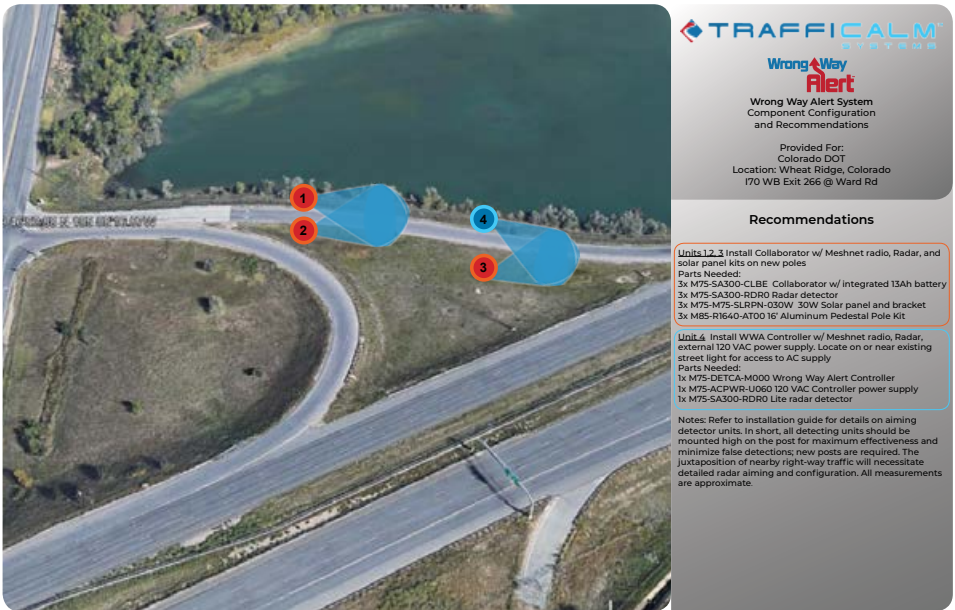 TRAFFICALM
SYSTEMS
Wrong Way
Alert
Wrong Way Alert System
Component Configuration
and Recommendations
Provided For:
Colorado DOT
Location: Wheat Ridge, Colorado
I70 WB Exit 266 @ Ward Rd
1
2
4
3
Recommendations
Units 1,2, 3 Install Collaborator w/ Meshnet radio, Radar, and
solar panel kits on new poles
Parts Needed:
3x M75-SA300-CLBE Collaborator w/ integrated 13Ah battery
3x M75-SA300-RDR0 Radar detector
3x M75-M75-SLRPN-030W 30W Solar panel and bracket
3x M85-R1640-AT00 16' Aluminum Pedestal Pole Kit
Unit 4 Install WWA Controller w/ Meshnet radio, Radar,
external 120 VAC power supply. Locate on or near existing
street light for access to AC supply
Parts Needed:
1x M75-DETCA-M000 Wrong Way Alert Controller
1x M75-ACPWR-U060 120 VAC Controller power supply
1x M75-SA300-RDR0 Lite radar detector
Notes: Refer to installation guide for details on aiming
detector units. In short, all detecting units should be
mounted high on the post for maximum effectiveness and
minimize false detections; new posts are required. The
juxtaposition of nearby right-way traffic will necessitate
detailed radar aiming and configuration. All measurements
are approximate.